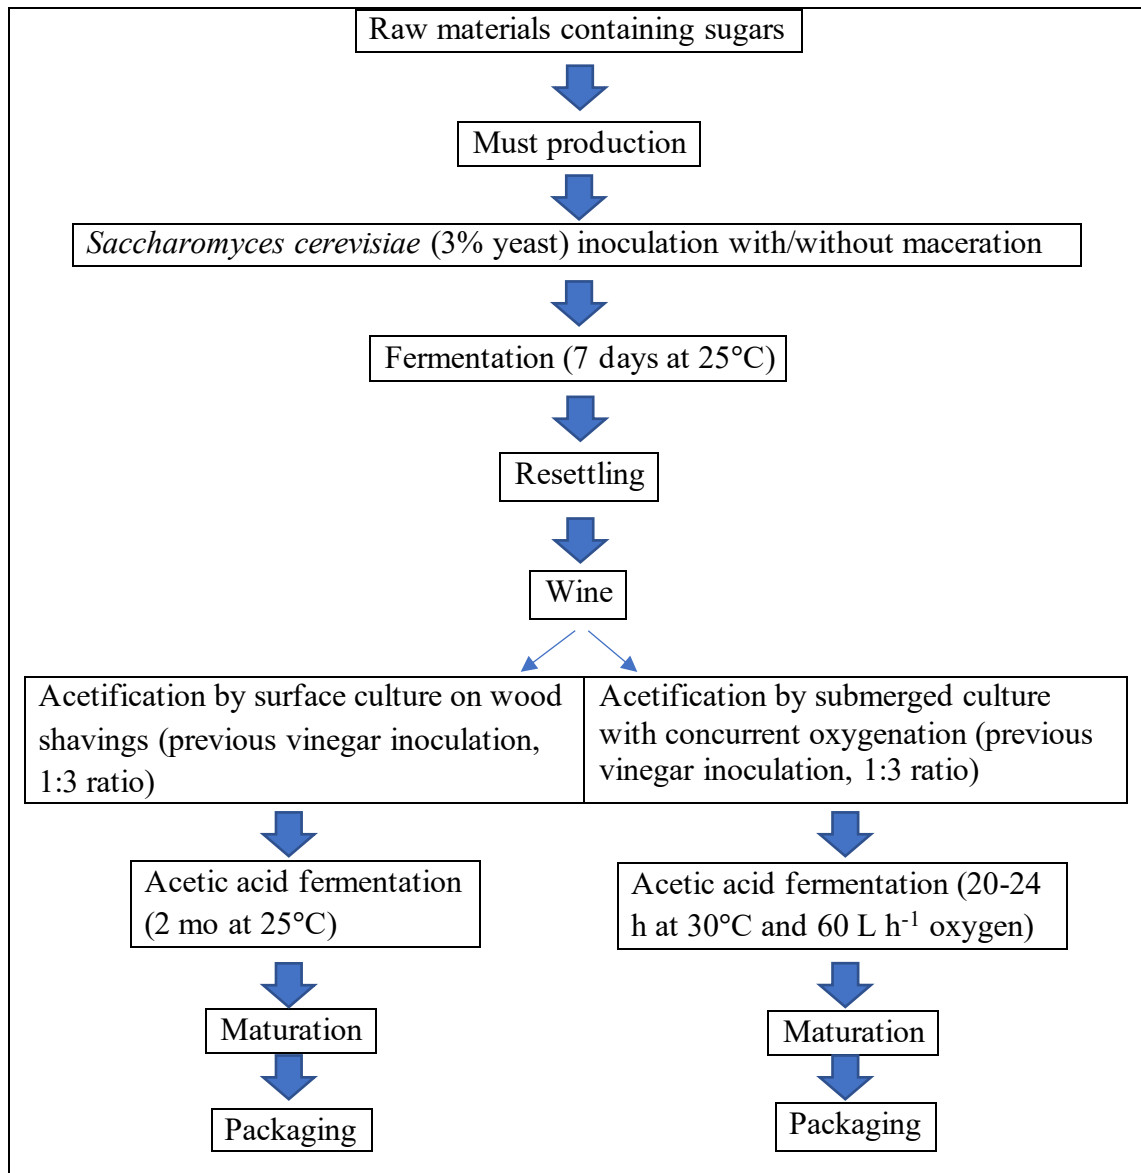 Raw materials containing sugars
Must production
Saccharomyces cerevisiae (3% yeast) inoculation with/without maceration
Fermentation (7 days at 25°C)
Resettling
Wine
Acetification by surface culture on wood
shavings (previous vinegar inoculation,
1:3 ratio)
Acetification by submerged culture
with concurrent oxygenation (previous
vinegar inoculation, 1:3 ratio)
Acetic acid fermentation
(2 mo at 25°C)
Acetic acid fermentation (20-24
h at 30°C and 60 L h⁻¹ oxygen)
Maturation
Maturation
Packaging
Packaging